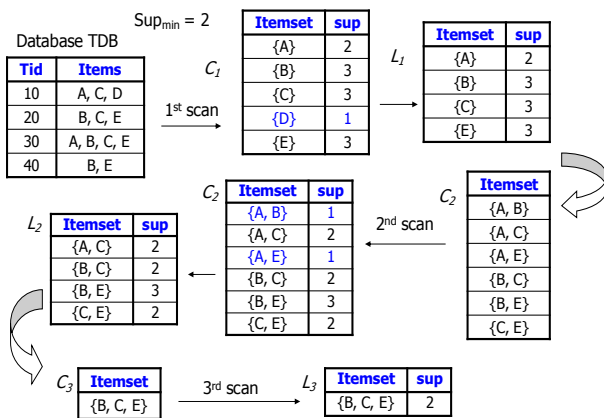 Database TDB
Tid Items
10 A, C, D
20 B, C, E
30 A, B, C, E
40 B, E
Supmin = 2
1st scan
C1
Itemset sup
{A} 2
{B} 3
{C} 3
{D} 1
{E} 3
L1
Itemset sup
{A} 2
{B} 3
{C} 3
{E} 3
C2
Itemset
{A, B}
{A, C}
{A, E}
{B, C}
{B, E}
{C, E}
2nd scan
C2
Itemset sup
{A, B} 1
{A, C} 2
{A, E} 1
{B, C} 2
{B, E} 3
{C, E} 2
L2
Itemset sup
{A, C} 2
{B, C} 2
{B, E} 3
{C, E} 2
C3
Itemset
{B, C, E}
3rd scan
L3
Itemset sup
{B, C, E} 2